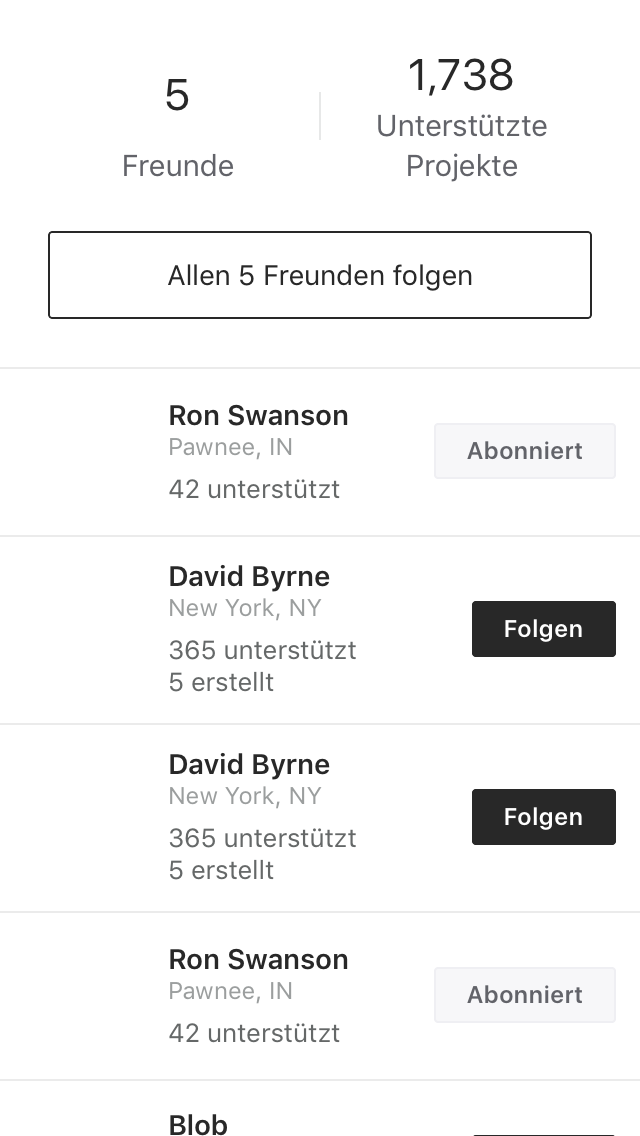 5
Freunde
1,738
Unterstützte
Projekte
Allen 5 Freunden folgen
Ron Swanson
Pawnee, IN
42 unterstützt
Abonniert
David Byrne
New York, NY
365 unterstützt
5 erstellt
Folgen
David Byrne
New York, NY
365 unterstützt
5 erstellt
Folgen
Ron Swanson
Pawnee, IN
42 unterstützt
Abonniert
Blob